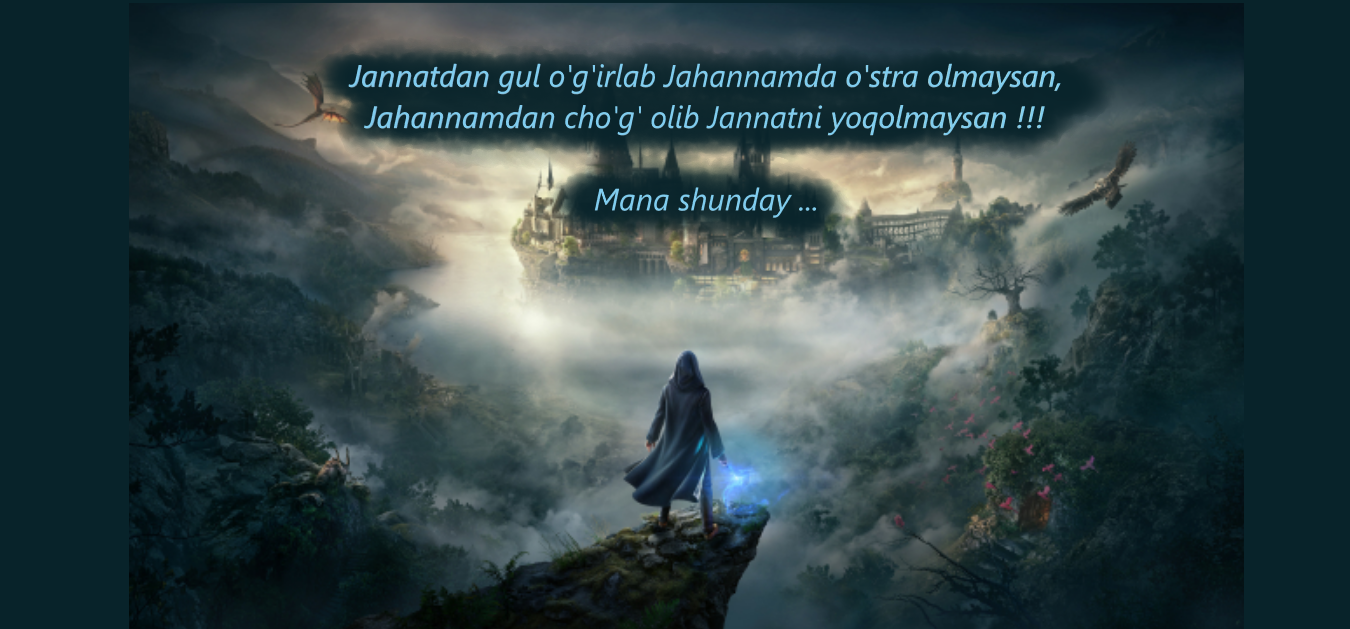 Jannatdan gul o'g'irlab Jahannamda o'stra olmaysan,
Jahannamdan cho'g' olib Jannatni yoqolmaysan !!!
Mana shunday ...